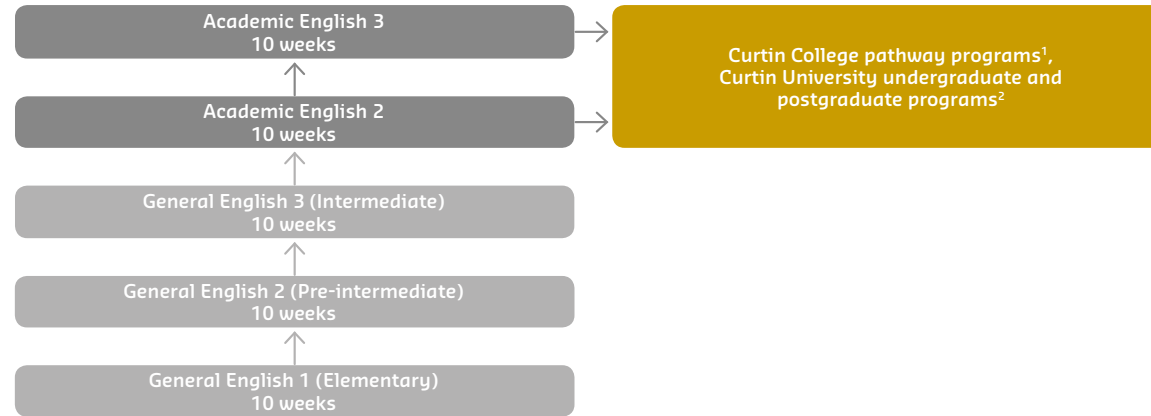 Academic English 3
10 weeks
Curtin College pathway programs¹,
Curtin University undergraduate and
postgraduate programs²
Academic English 2
10 weeks
General English 3 (Intermediate)
10 weeks
General English 2 (Pre-intermediate)
10 weeks
General English 1 (Elementary)
10 weeks